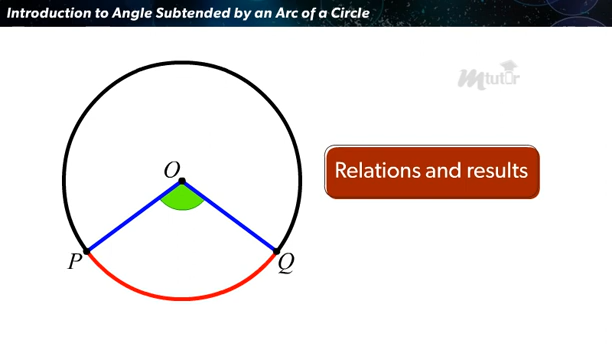 Introduction to Angle Subtended by an Arc of a Circle
mtutor
O
Relations and results
P
Q